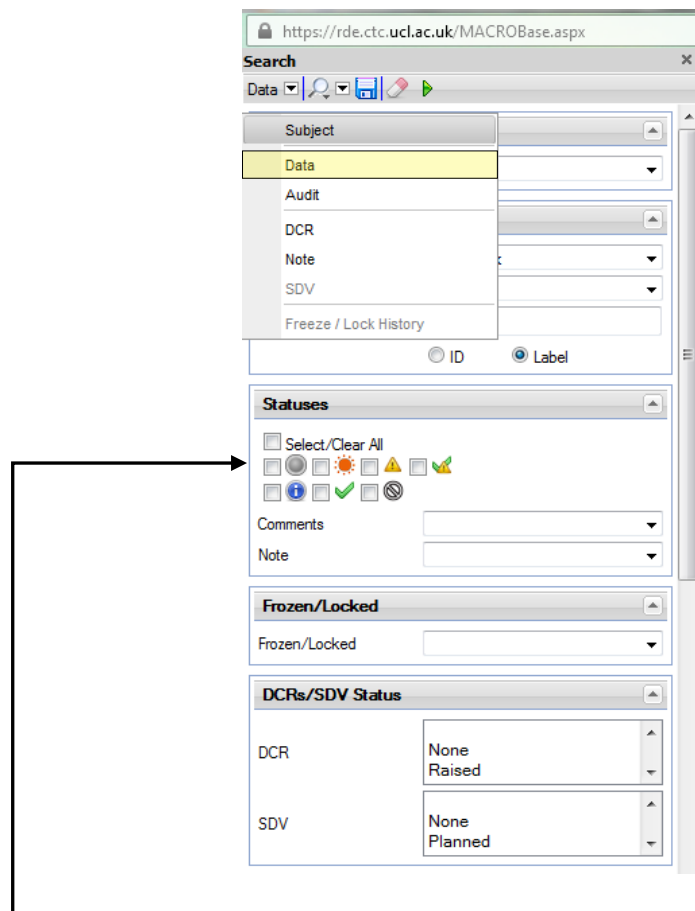 https://rde.ctc.ucl.ac.uk/MACROBase.aspx
Search
Data
Subject
Data
Audit
DCR
Note
SDV
Freeze / Lock History
ID Label
Statuses
Select/Clear All
Comments
Note
Frozen/Locked
Frozen/Locked
DCRs/SDV Status
DCR
None
Raised
SDV
None
Planned